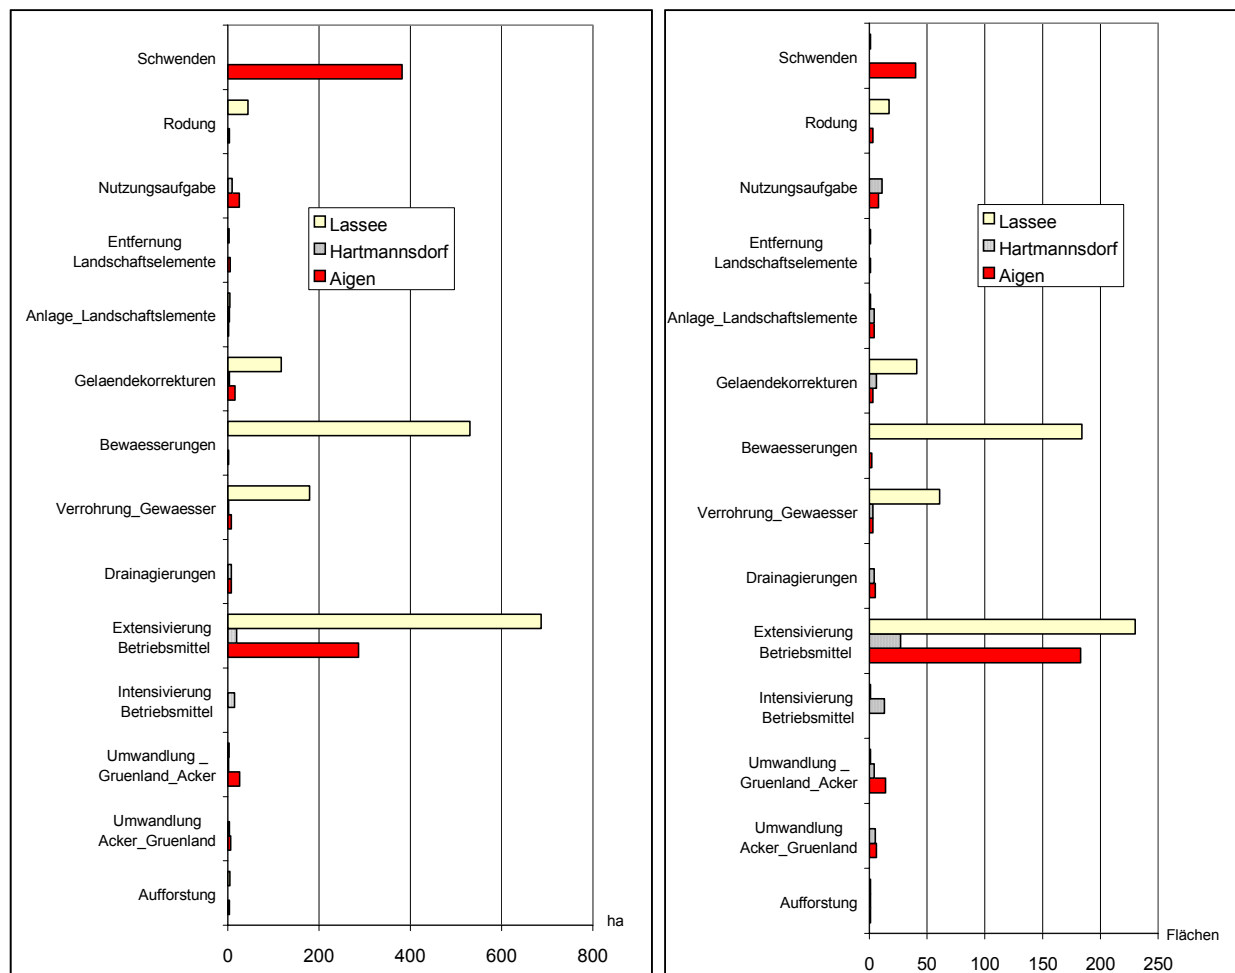 Schwenden
Rodung
Nutzungsaufgabe
Entfernung
Landschaftselemente
Anlage_Landschaftslemente
Gelaendekorrekturen
Bewaesserungen
Verrohrung_Gewaesser
Drainagierungen
Extensivierung
Betriebsmittel
Intensivierung
Betriebsmittel
Umwandlung _
Gruenland_Acker
Umwandlung
Acker_Gruenland
Aufforstung
Lassee
Hartmannsdorf
Aigen
ha
0 200 400 600 800
Schwenden
Rodung
Nutzungsaufgabe
Entfernung
Landschaftselemente
Anlage_Landschaftslemente
Gelaendekorrekturen
Bewaesserungen
Verrohrung_Gewaesser
Drainagierungen
Extensivierung
Betriebsmittel
Intensivierung
Betriebsmittel
Umwandlung _
Gruenland_Acker
Umwandlung
Acker_Gruenland
Aufforstung
Lassee
Hartmannsdorf
Aigen
Flächen
0 50 100 150 200 250